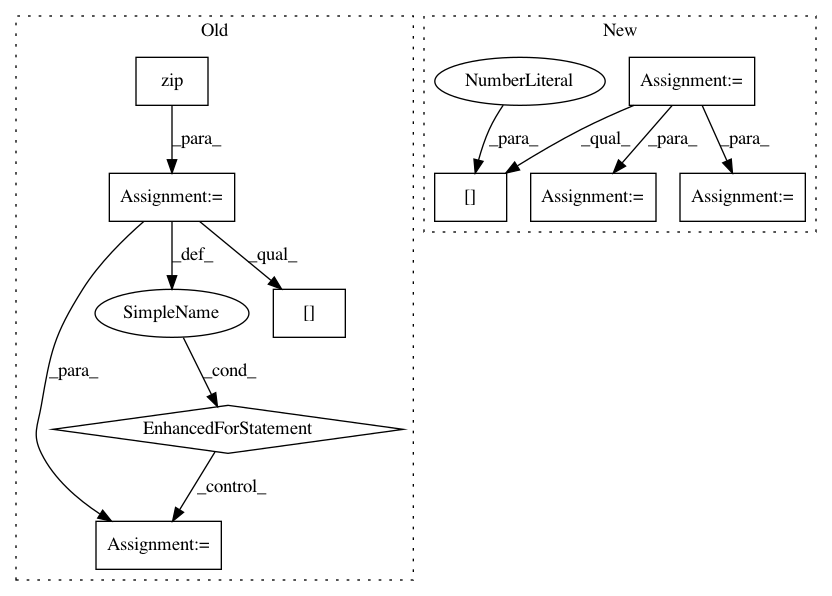 Old
New
zip
NumberLiteral
Assignment:=
_para_
_para_
_qual_
_para_
_para_
Assignment:=
[]
Assignment:=
Assignment:=
_def_
_qual_
SimpleName
[]
_para_
_cond_
EnhancedForStatement
_control_
Assignment:=